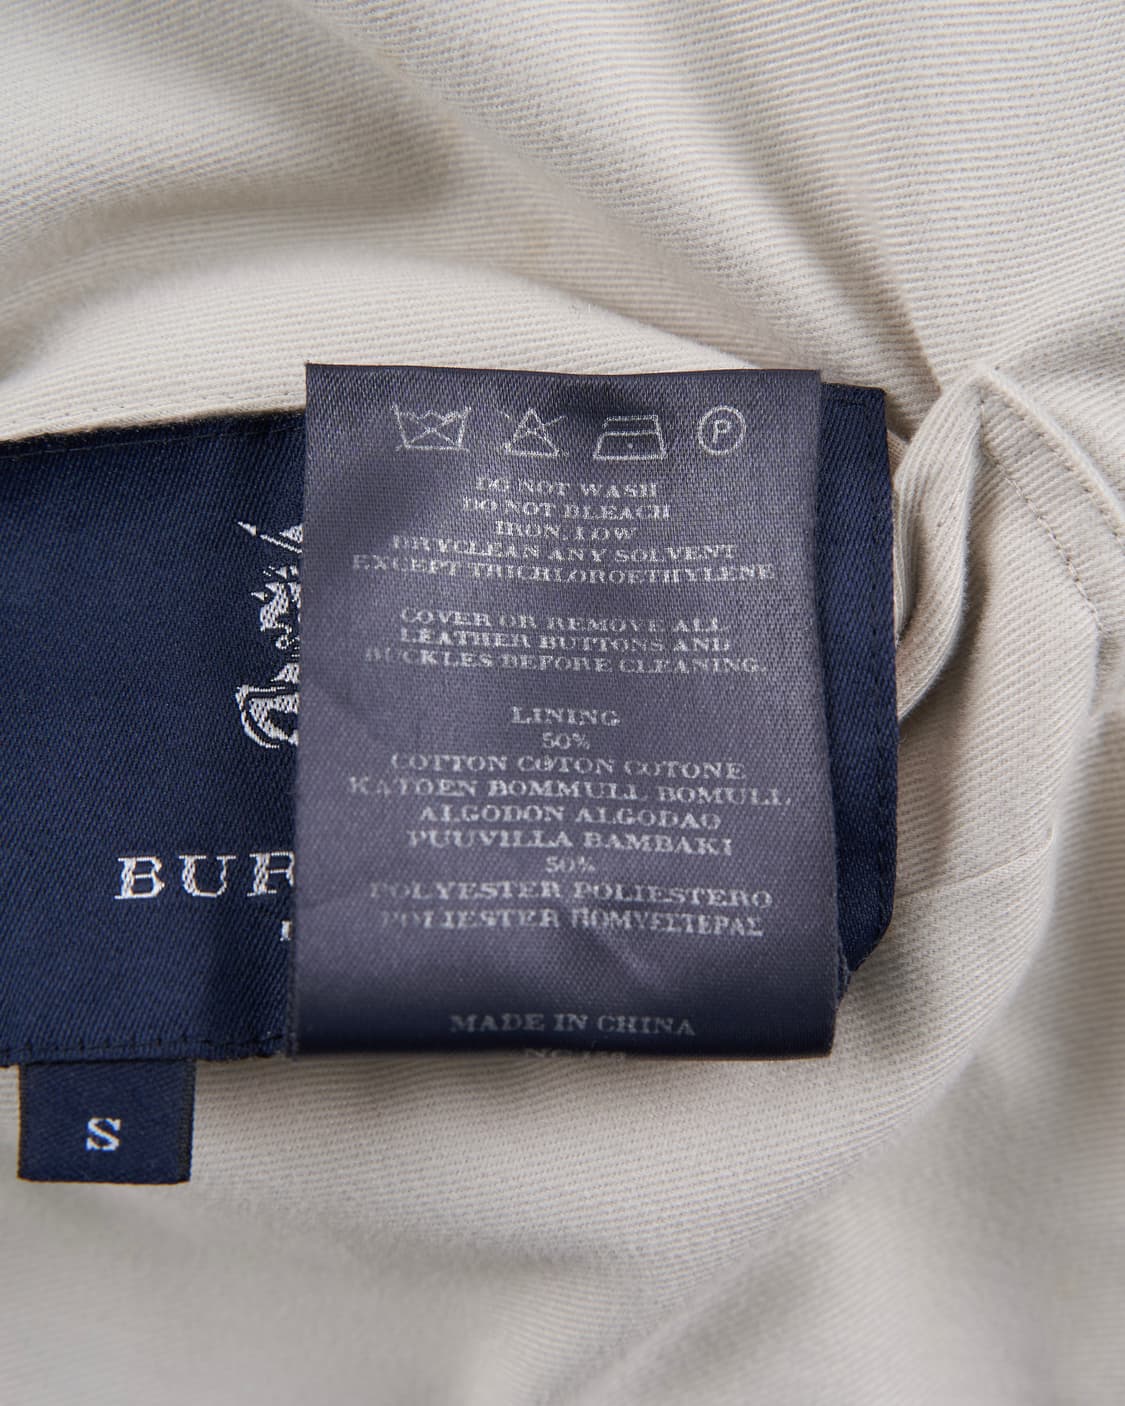 P
DO NOT WASH
DO NOT BLEACH
IRON, LOW
DRYCLEAN ANY SOLVENT
EXCEPT TRICHLOROETHYLENE
COVER OR REMOVE ALL
LEATHER BUTTONS AND
BUCKLES BEFORE CLEANING.
LINING
50%
COTTON COTON COTONE
KATOEN BOMMULL BOMULL
ALGODON ALGODAO
PUUVILLA BAMBAKI
50%
POLYESTER POLIESTERO
POLIESTER ΠΟΜΥΕΣΤΕΡΑΣ
MADE IN CHINA
BUR
S